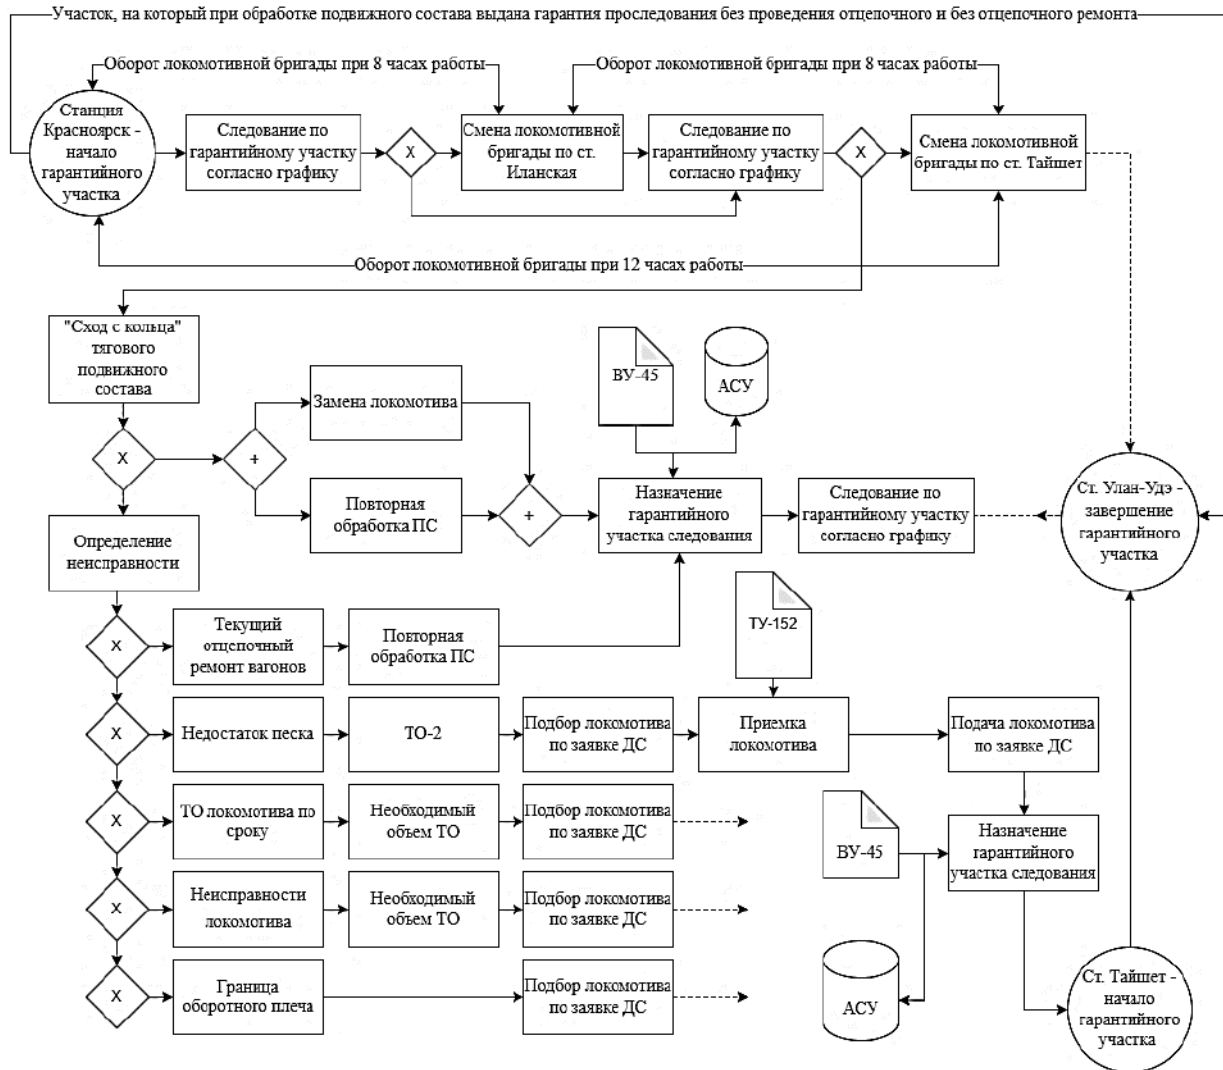 Участок, на который при обработке подвижного состава выдана гарантия проследования без проведения отцепочного и без отцепочного ремонта
Оборот локомотивной бригады при 8 часах работы
Оборот локомотивной бригады при 8 часах работы
Станция
Красноярск -
начало
гарантийного
участка
Следование по
гарантийному участку
согласно графику
X
Смена локомотивной
бригады по ст.
Иланская
Следование по
гарантийному участку
согласно графику
X
Смена локомотивной
бригады по ст. Тайшет
Оборот локомотивной бригады при 12 часах работы
"Сход с кольца"
тягового
подвижного
состава
X
+
Замена локомотива
Повторная
обработка ПС
+
ВУ-45
АСУ
Назначение
гарантийного
участка следования
Следование по
гарантийному участку
согласно графику
Ст. Улан-Удэ -
завершение
гарантийного
участка
Определение
неисправности
X
Текущий
отцепочный
ремонт вагонов
Повторная
обработка ПС
ТУ-152
X
Недостаток песка
ТО-2
Подбор локомотива
по заявке ДС
Приемка
локомотива
Подача локомотива
по заявке ДС
X
ТО локомотива по
сроку
Необходимый
объем ТО
Подбор локомотива
по заявке ДС
ВУ-45
Назначение
гарантийного
участка следования
X
Неисправности
локомотива
Необходимый
объем ТО
Подбор локомотива
по заявке ДС
X
Граница
оборотного плеча
Подбор локомотива
по заявке ДС
АСУ
Ст. Тайшет -
начало
гарантийного
участка